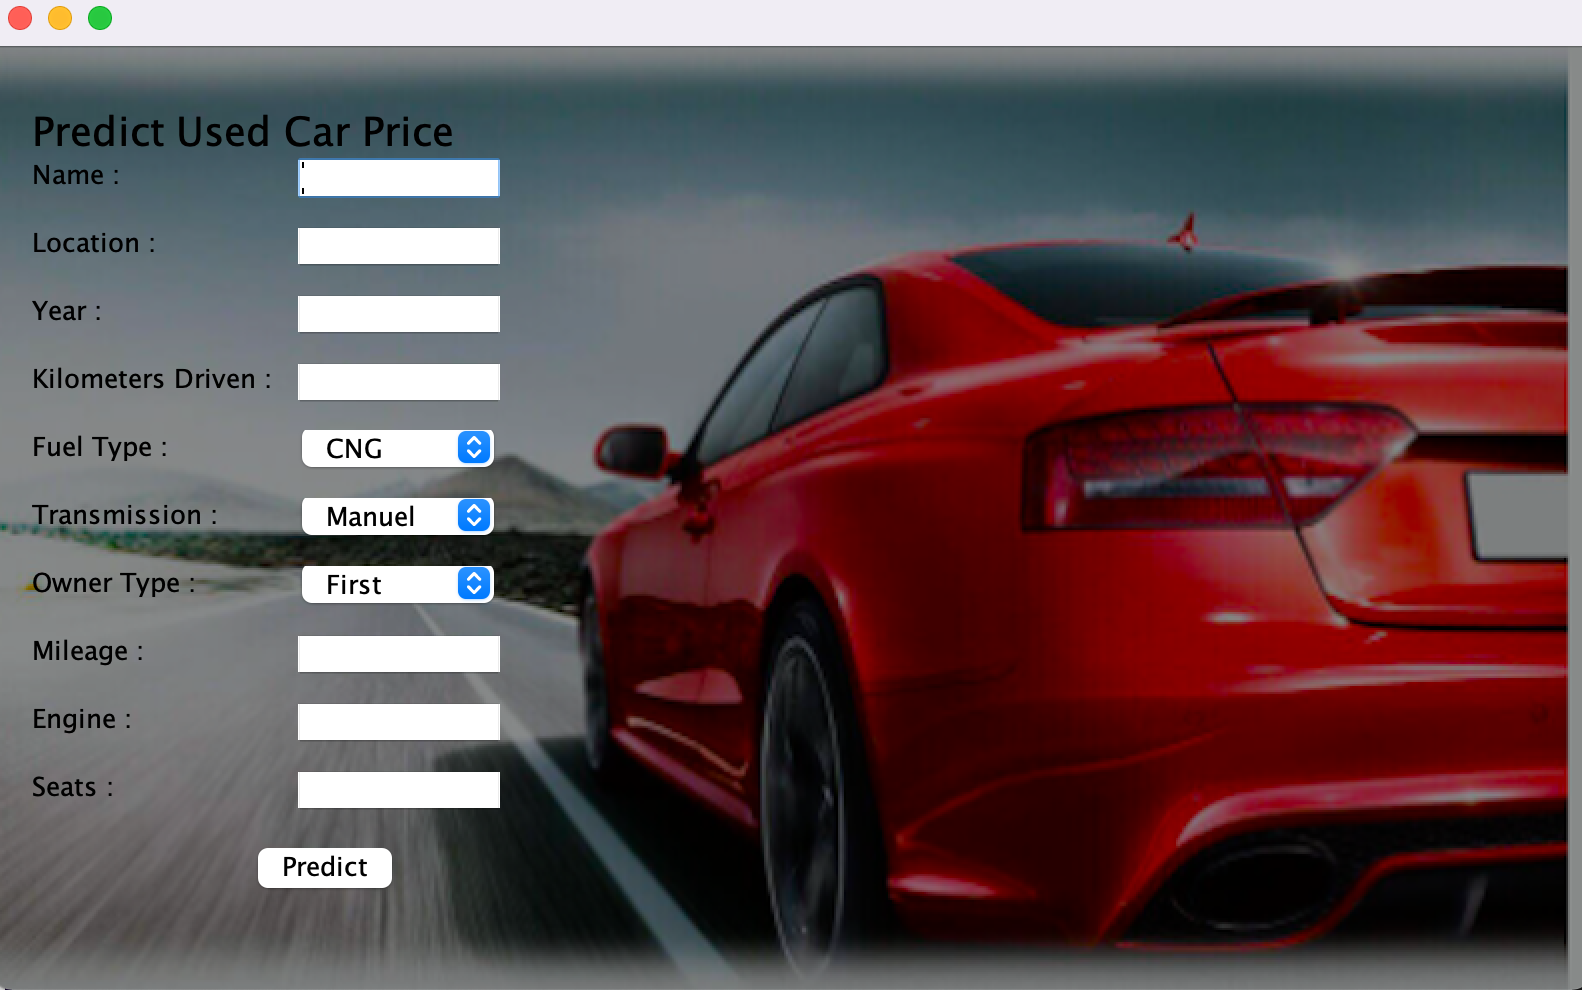 Predict Used Car Price
Name :
Location :
Year :
Kilometers Driven :
Fuel Type : CNG
Transmission : Manuel
Owner Type : First
Mileage :
Engine :
Seats :
Predict